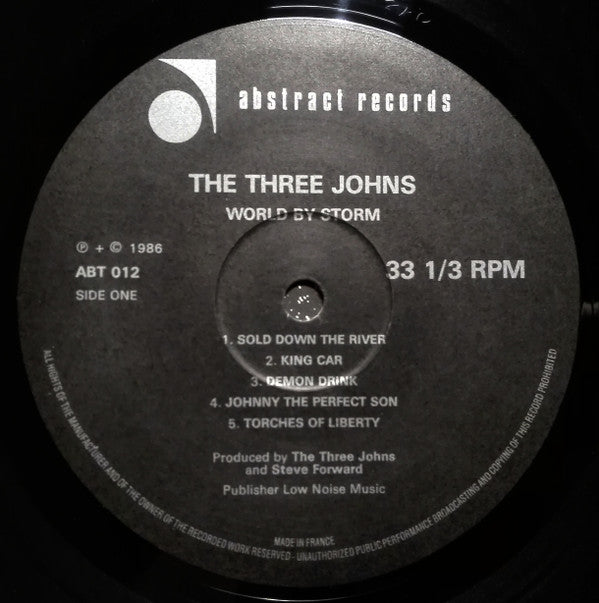 abstract records
THE THREE JOHNS
WORLD BY STORM
℗ + © 1986
ABT 012
33 1/3 RPM
SIDE ONE
1. SOLD DOWN THE RIVER
2. KING CAR
3. DEMON DRINK
4. JOHNNY THE PERFECT SON
5. TORCHES OF LIBERTY
Produced by The Three Johns
and Steve Forward
Publisher Low Noise Music
MADE IN FRANCE
ALL RIGHTS OF THE MANUFACTURER AND OF THE OWNER OF THE RECORDED WORK RESERVED - UNAUTHORIZED PUBLIC PERFORMANCE BROADCASTING AND COPYING OF THIS RECORD PROHIBITED